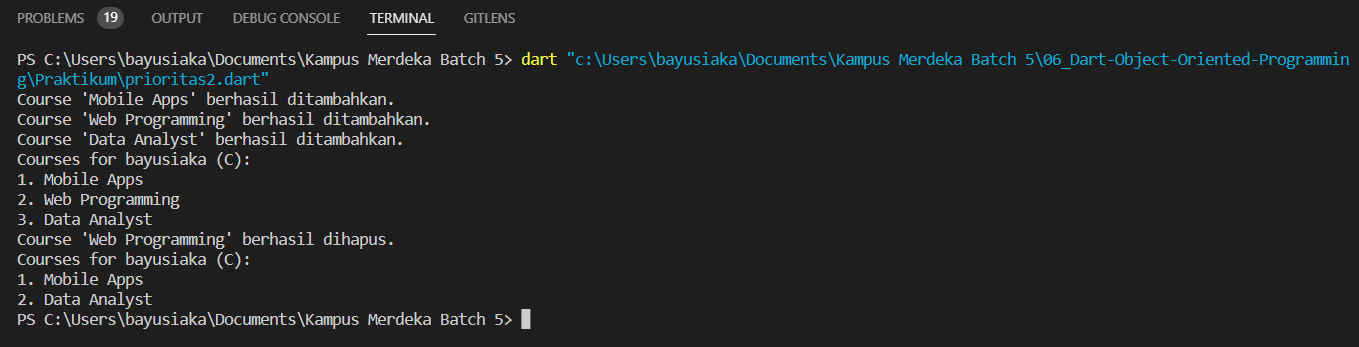 PROBLEMS 19 OUTPUT DEBUG CONSOLE TERMINAL GITLENS
PS C:\Users\bayusiaka\Documents\Kampus Merdeka Batch 5> dart "c:\Users\bayusiaka\Documents\Kampus Merdeka Batch 5\06_Dart-Object-Oriented-Programmin
g\Praktikum\prioritas2.dart"
Course 'Mobile Apps' berhasil ditambahkan.
Course 'Web Programming' berhasil ditambahkan.
Course 'Data Analyst' berhasil ditambahkan.
Courses for bayusiaka (C):
1. Mobile Apps
2. Web Programming
3. Data Analyst
Course 'Web Programming' berhasil dihapus.
Courses for bayusiaka (C):
1. Mobile Apps
2. Data Analyst
PS C:\Users\bayusiaka\Documents\Kampus Merdeka Batch 5>